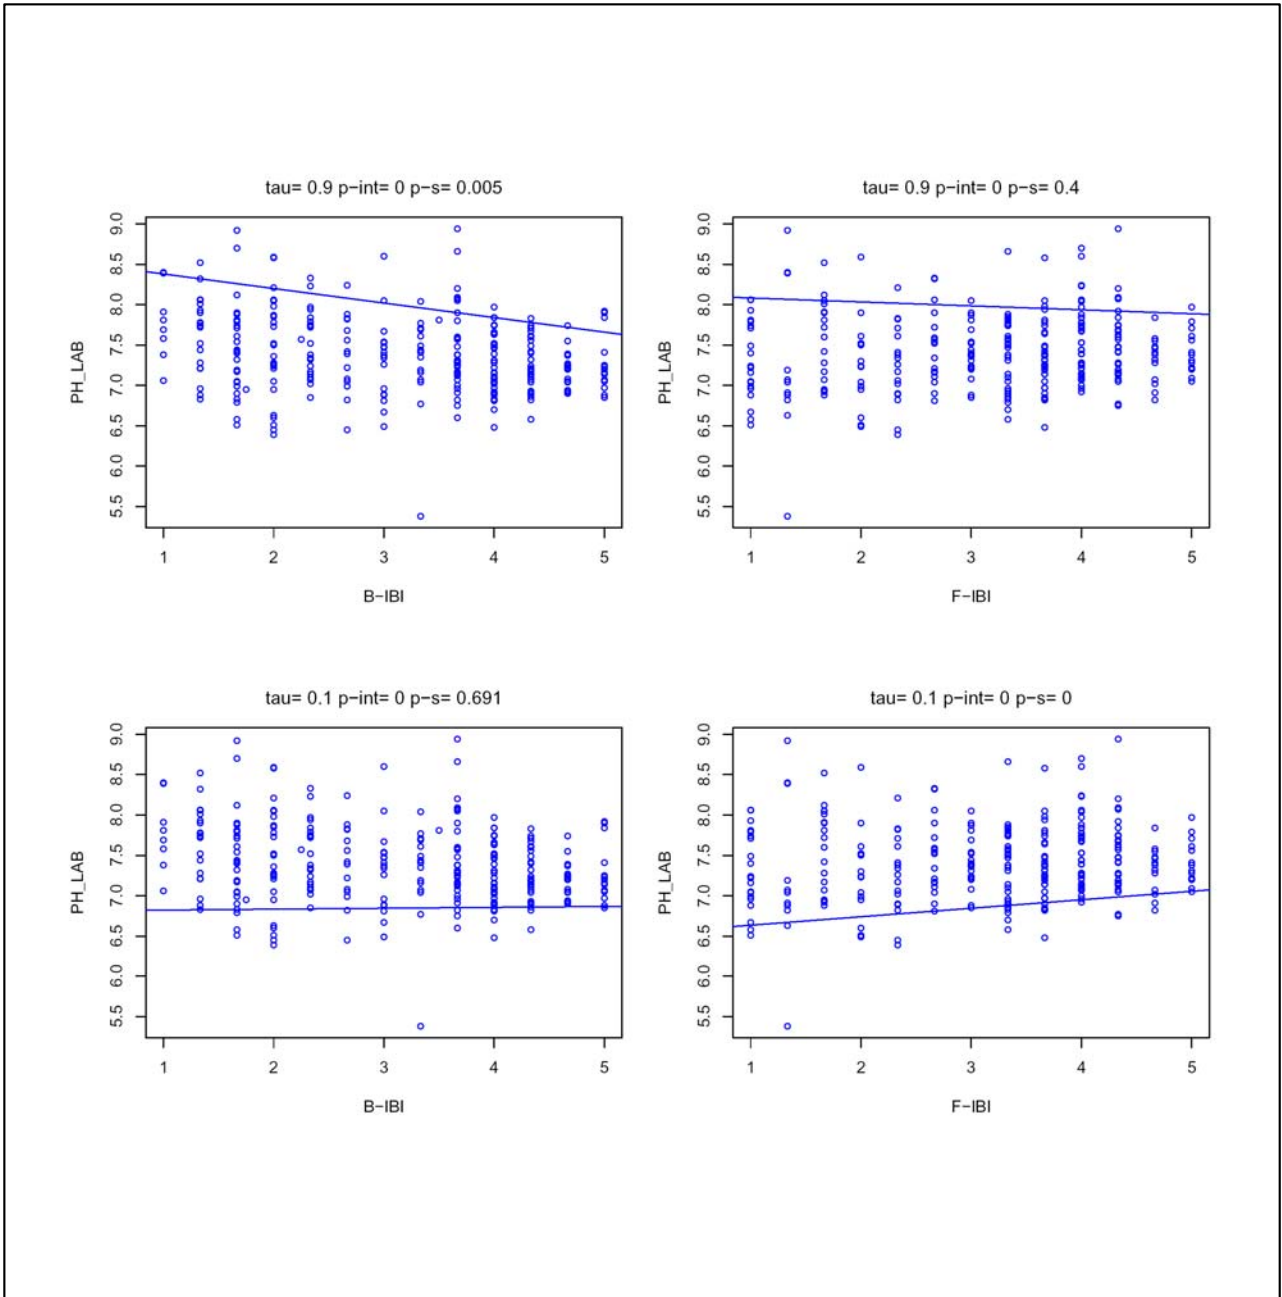 tau= 0.9 p−int= 0 p−s= 0.005
PH_LAB
9.0
8.5
8.0
7.5
7.0
6.5
6.0
5.5
1 2 3 4 5
B−IBI
tau= 0.9 p−int= 0 p−s= 0.4
PH_LAB
9.0
8.5
8.0
7.5
7.0
6.5
6.0
5.5
1 2 3 4 5
F−IBI
tau= 0.1 p−int= 0 p−s= 0.691
PH_LAB
9.0
8.5
8.0
7.5
7.0
6.5
6.0
5.5
1 2 3 4 5
B−IBI
tau= 0.1 p−int= 0 p−s= 0
PH_LAB
9.0
8.5
8.0
7.5
7.0
6.5
6.0
5.5
1 2 3 4 5
F−IBI